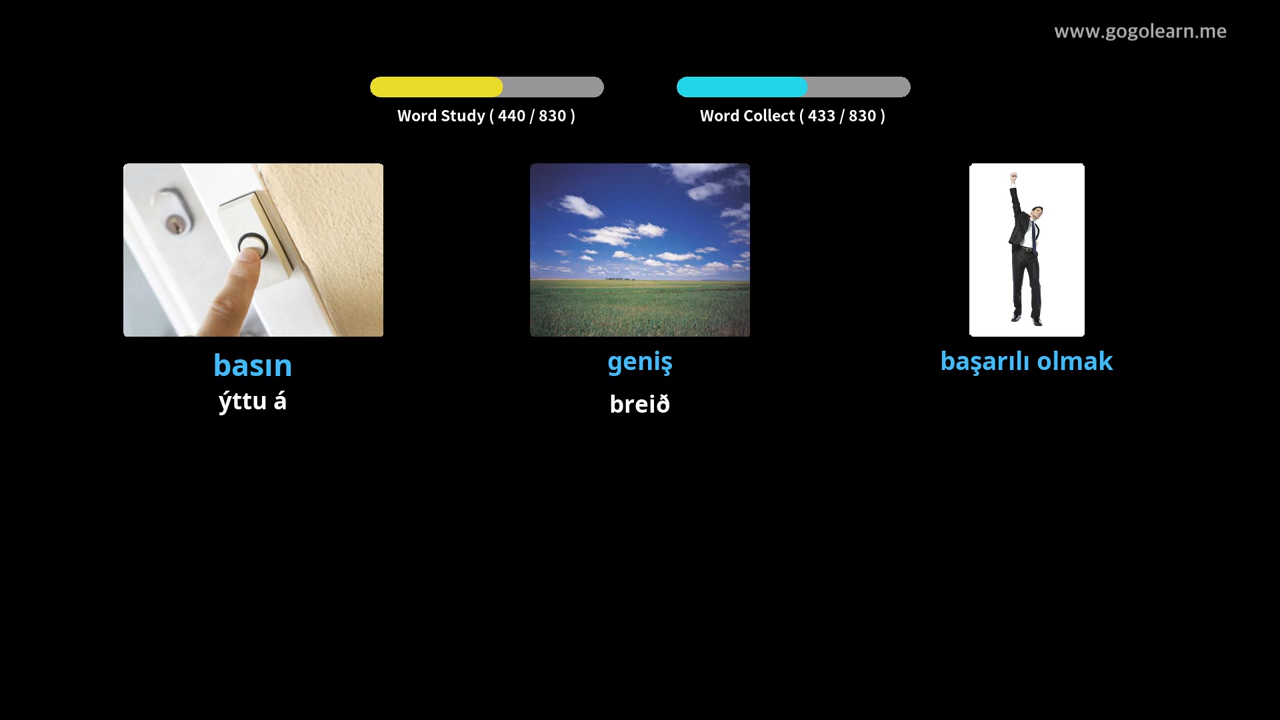 www.gogolearn.me
Word Study ( 440 / 830 )
Word Collect ( 433 / 830 )
basın
ýttu á
geniş
breið
başarılı olmak